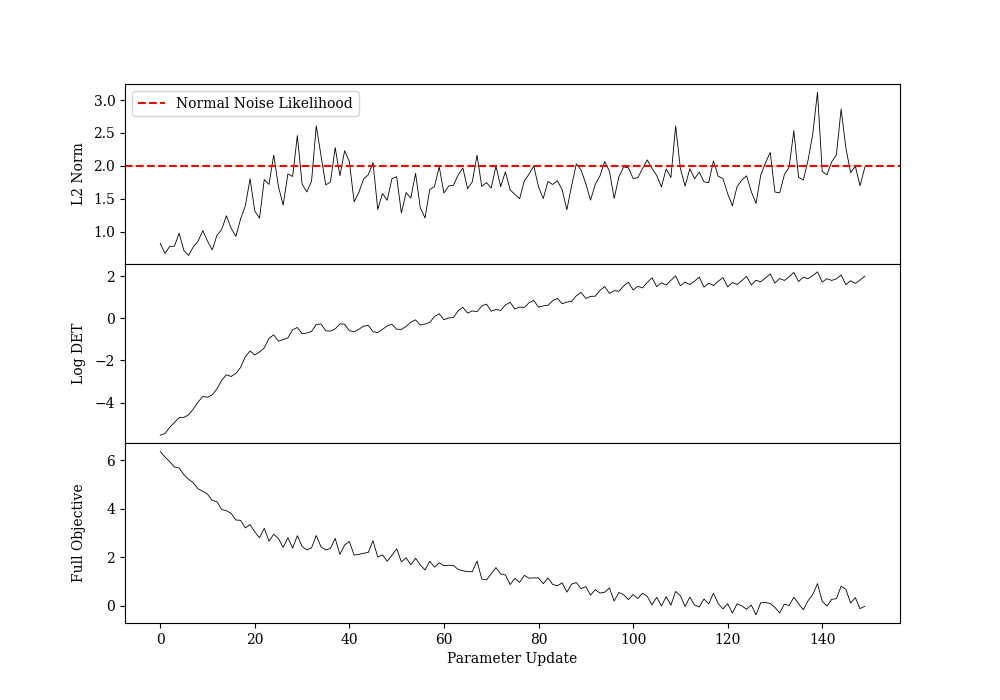 Normal Noise Likelihood
3.0
2.5
2.0
1.5
1.0
L2 Norm
2
0
−2
−4
Log DET
6
4
2
0
Full Objective
0 20 40 60 80 100 120 140
Parameter Update